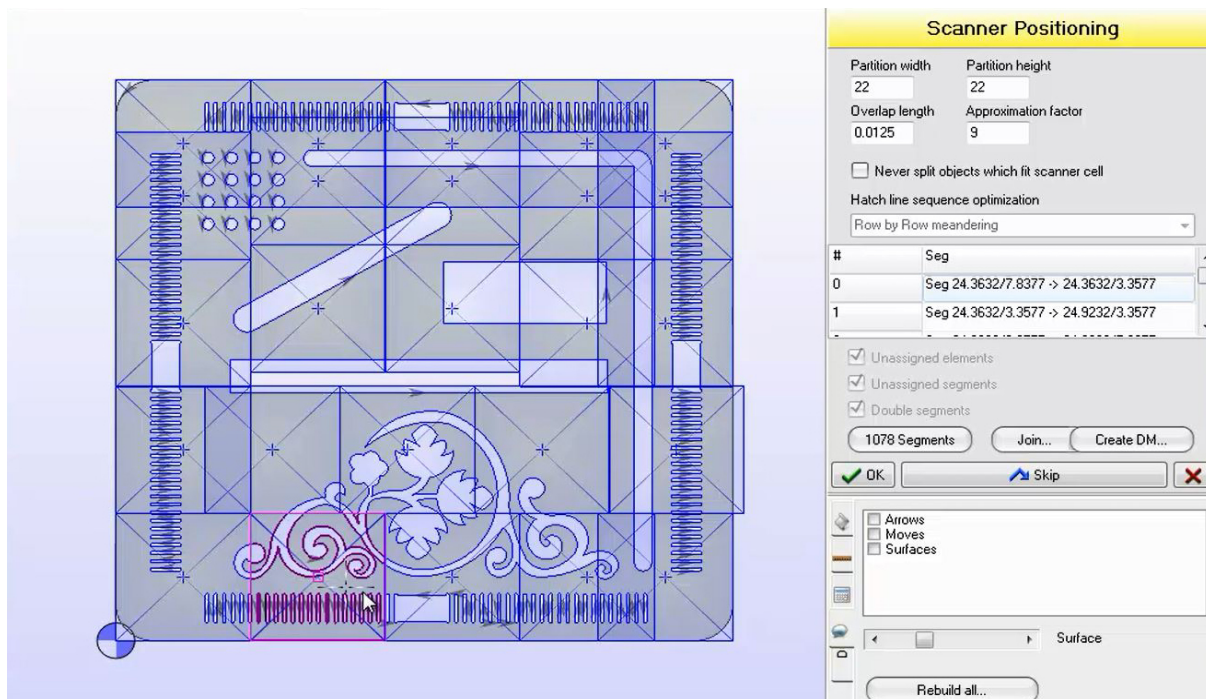 Scanner Positioning
Partition width Partition height
22 22
Overlap length Approximation factor
0.0125 9
Never split objects which fit scanner cell
Hatch line sequence optimization
Row by Row meandering
# Seg
0 Seg 24.3632/7.8377 -> 24.3632/3.3577
1 Seg 24.3632/3.3577 -> 24.9232/3.3577
Unassigned elements
Unassigned segments
Double segments
1078 Segments Join... Create DM...
OK Skip
Arrows
Moves
Surfaces
Surface
Rebuild all...